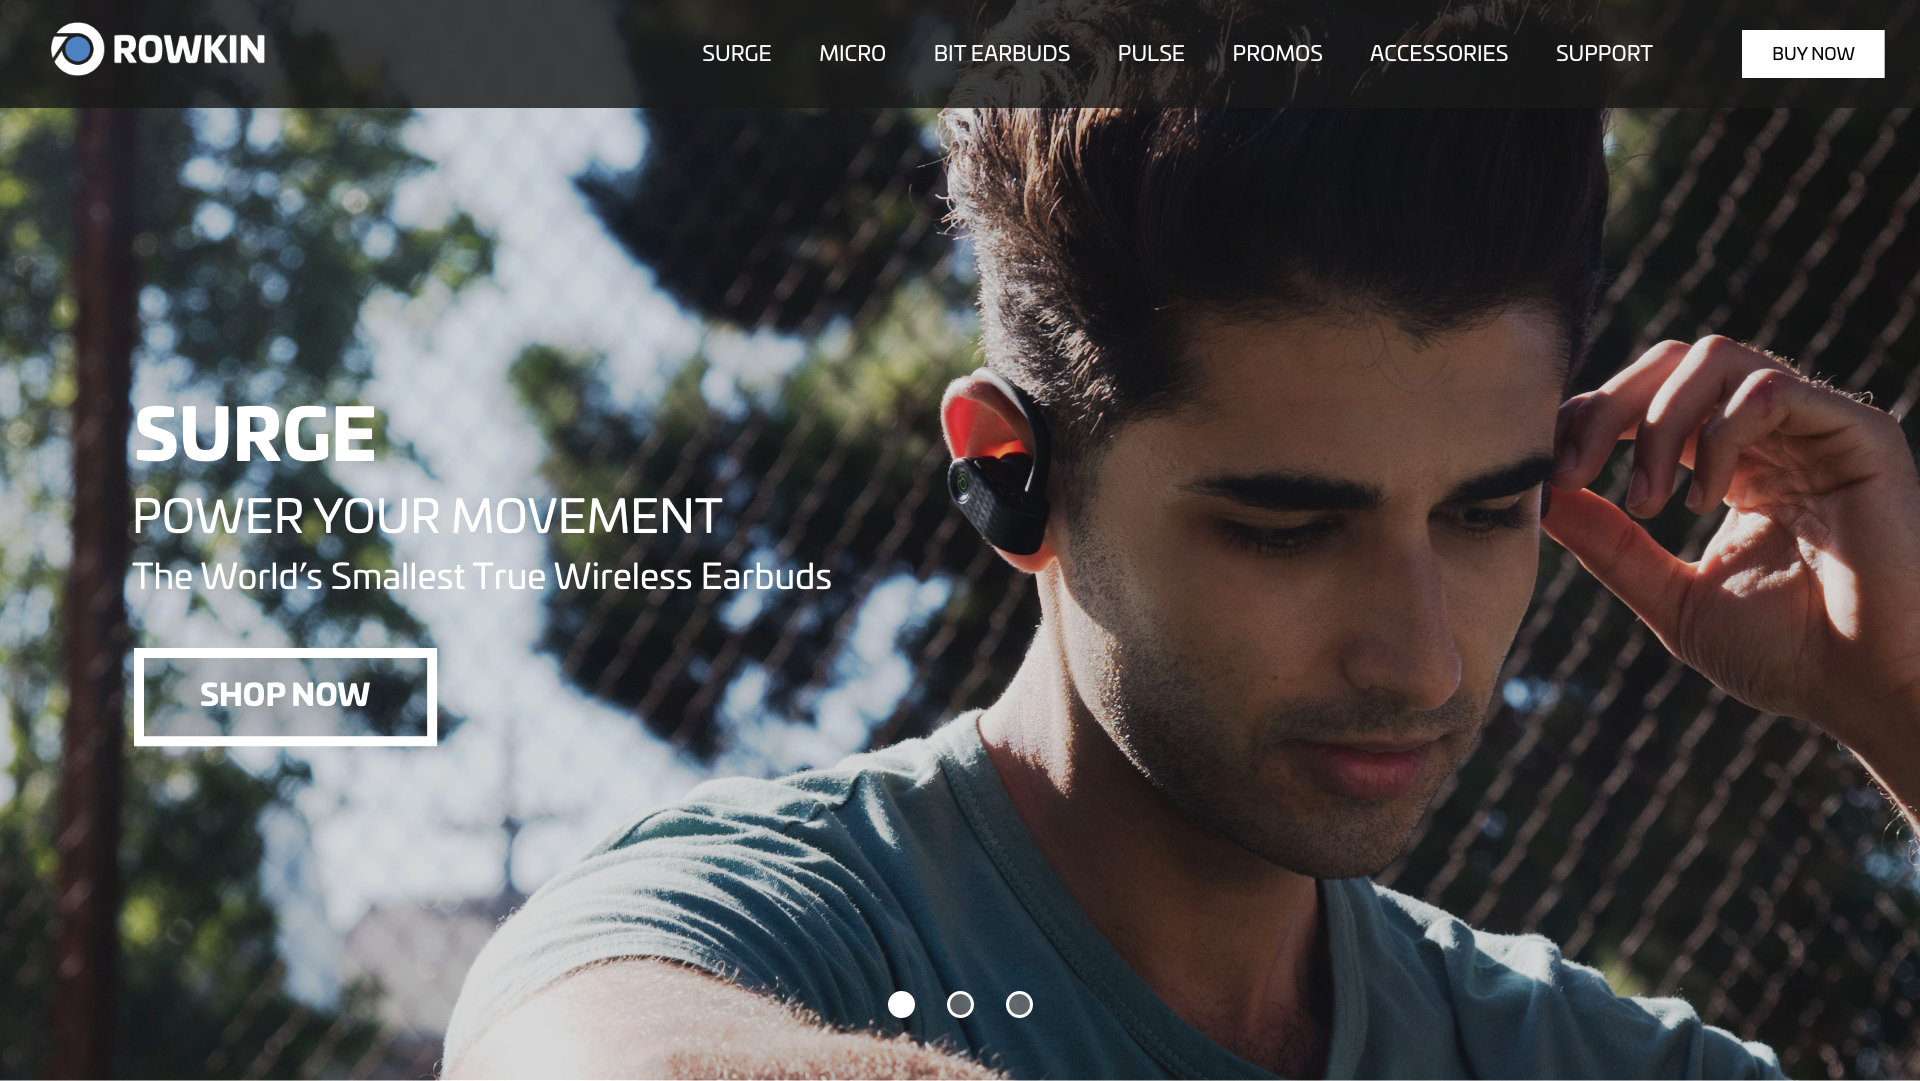 ROWKIN
SURGE MICRO BIT EARBUDS PULSE PROMOS ACCESSORIES SUPPORT BUY NOW
SURGE
POWER YOUR MOVEMENT
The World's Smallest True Wireless Earbuds
SHOP NOW